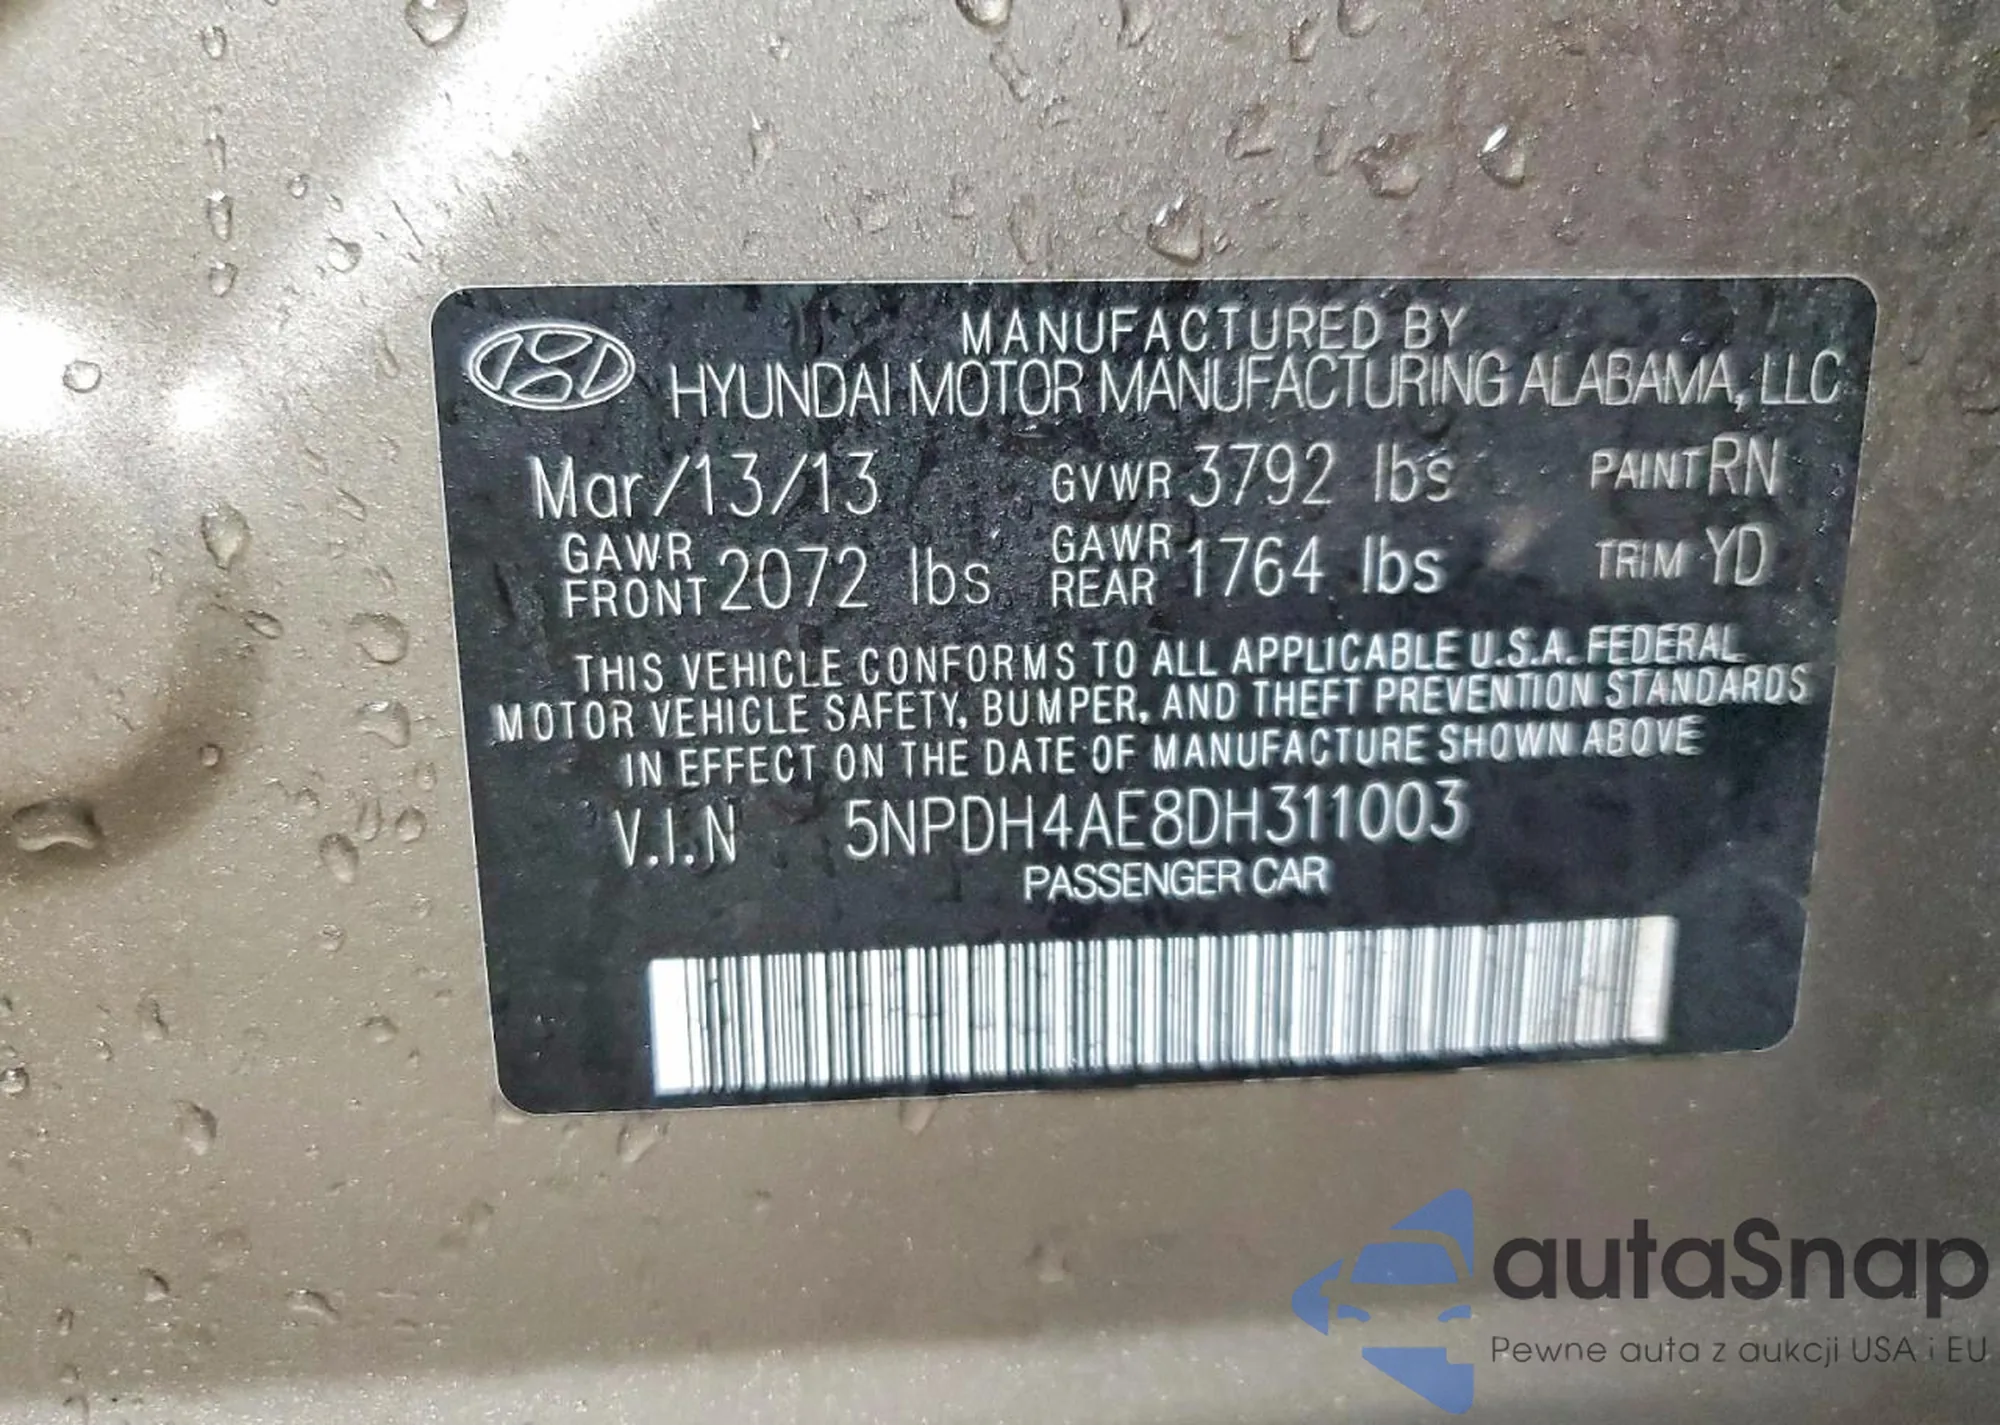 MANUFACTURED BY
HYUNDAI MOTOR MANUFACTURING ALABAMA, LLC
Mar/13/13 GVWR 3792 lbs PAINT RN
GAWR FRONT 2072 lbs GAWR REAR 1764 lbs TRIM YD
THIS VEHICLE CONFORMS TO ALL APPLICABLE U.S.A. FEDERAL
MOTOR VEHICLE SAFETY, BUMPER, AND THEFT PREVENTION STANDARDS
IN EFFECT ON THE DATE OF MANUFACTURE SHOWN ABOVE
V.I.N 5NPDH4AE8DH311003
PASSENGER CAR
autaSnap
Pewne auta z aukcji USA i EU